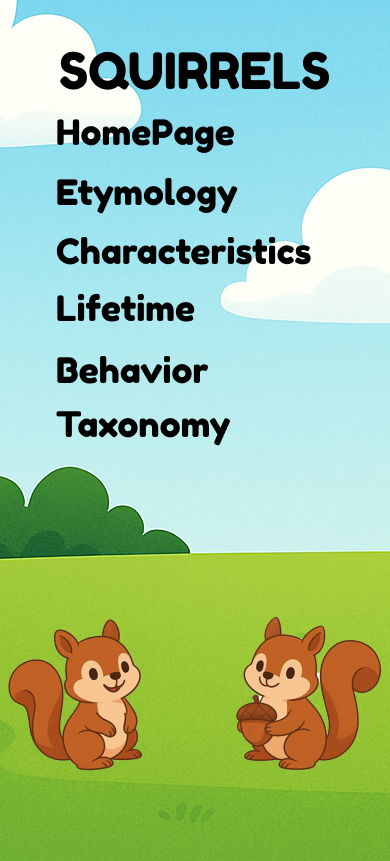 SQUIRRELS
HomePage
Etymology
Characteristics
Lifetime
Behavior
Taxonomy